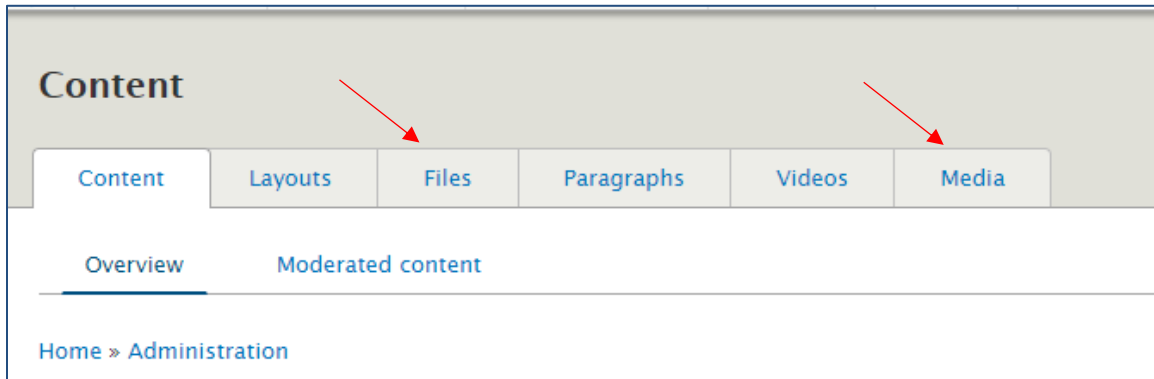 Content
Content Layouts Files Paragraphs Videos Media
Overview Moderated content
Home » Administration